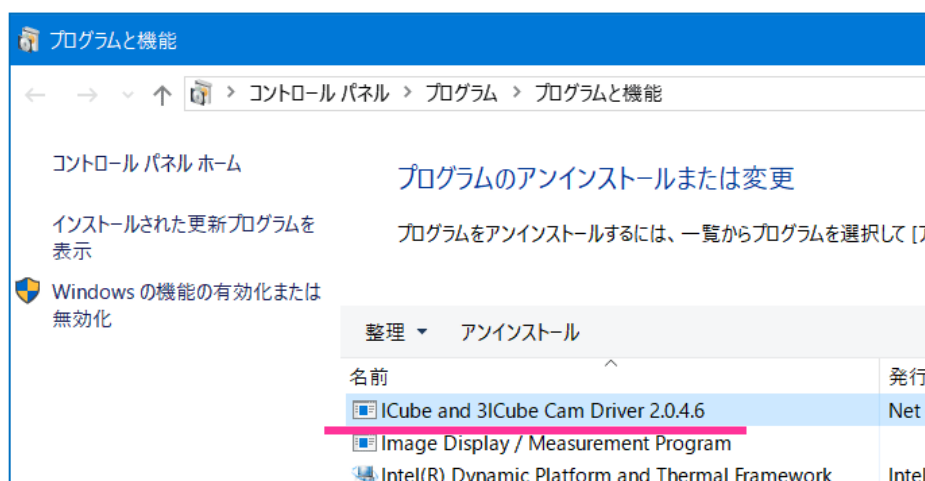 プログラムと機能
コントロール パネル > プログラム > プログラムと機能
コントロール パネル ホーム
インストールされた更新プログラムを
表示
Windows の機能の有効化または
無効化
プログラムのアンインストールまたは変更
プログラムをアンインストールするには、一覧からプログラムを選択して [
整理 アンインストール
名前 発行
ICube and 3ICube Cam Driver 2.0.4.6 Net
Image Display / Measurement Program
Intel(R) Dynamic Platform and Thermal Framework Intel